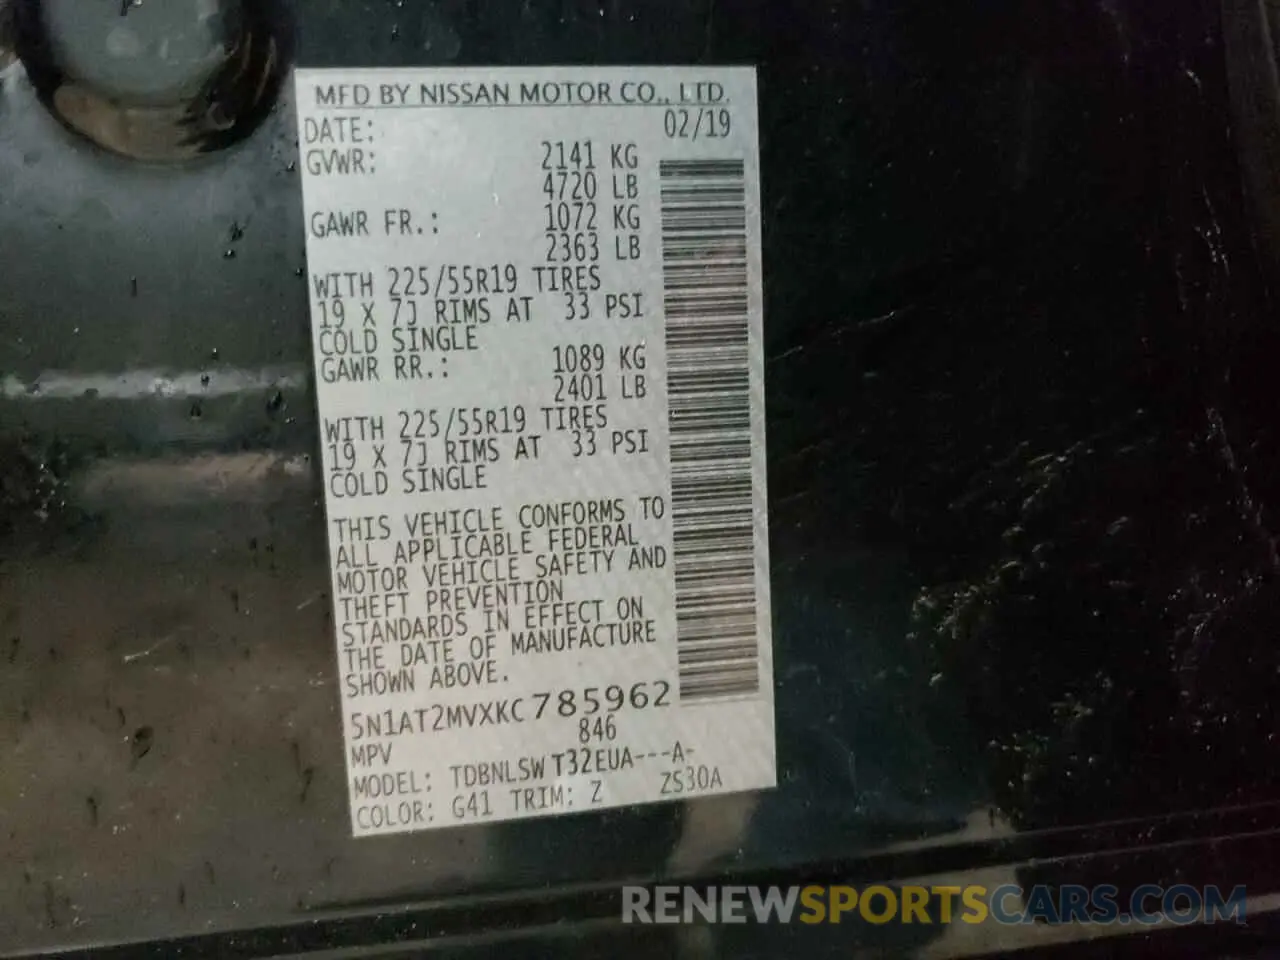 MFD BY NISSAN MOTOR CO., LTD.
DATE: 02/19
GVWR: 2141 KG
4720 LB
GAWR FR.: 1072 KG
2363 LB
WITH 225/55R19 TIRES
19 X 7J RIMS AT 33 PSI
COLD SINGLE
GAWR RR.: 1089 KG
2401 LB
WITH 225/55R19 TIRES
19 X 7J RIMS AT 33 PSI
COLD SINGLE
THIS VEHICLE CONFORMS TO
ALL APPLICABLE FEDERAL
MOTOR VEHICLE SAFETY AND
THEFT PREVENTION
STANDARDS IN EFFECT ON
THE DATE OF MANUFACTURE
SHOWN ABOVE.
5N1AT2MVXKC785962
MPV 846
MODEL: TDBNLSW T32EUA---A-
COLOR: G41 TRIM: Z ZS30A
RENEWSPORTSCARS.COM